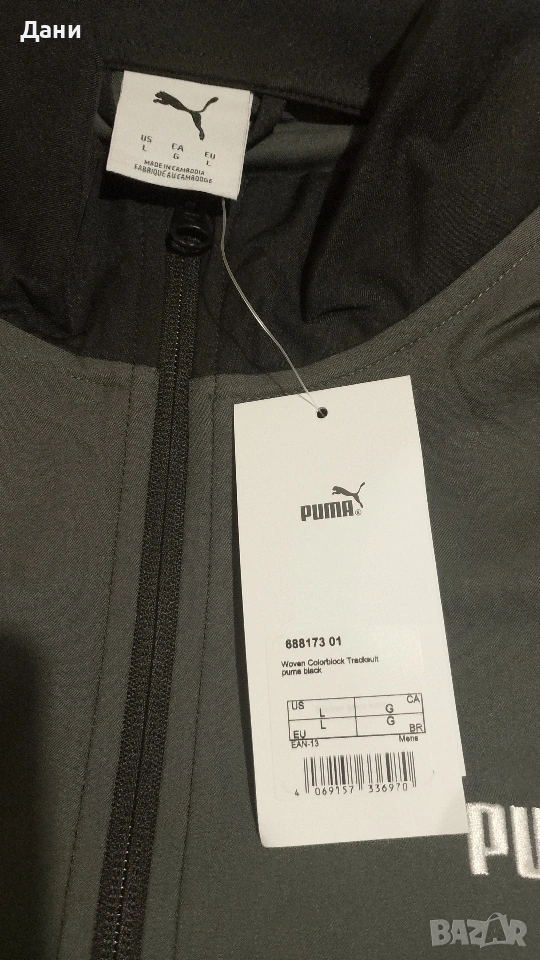 Дани
US CA EU
L G L
MADE IN CAMBODIA
FABRIQUÉ AU CAMBODGE
PUMA
688173 01
Woven Colorblock Tracksuit
puma black
US L G CA
EU L G BR
EAN-13 Mens
4 069157 336970
PU
BAZAR